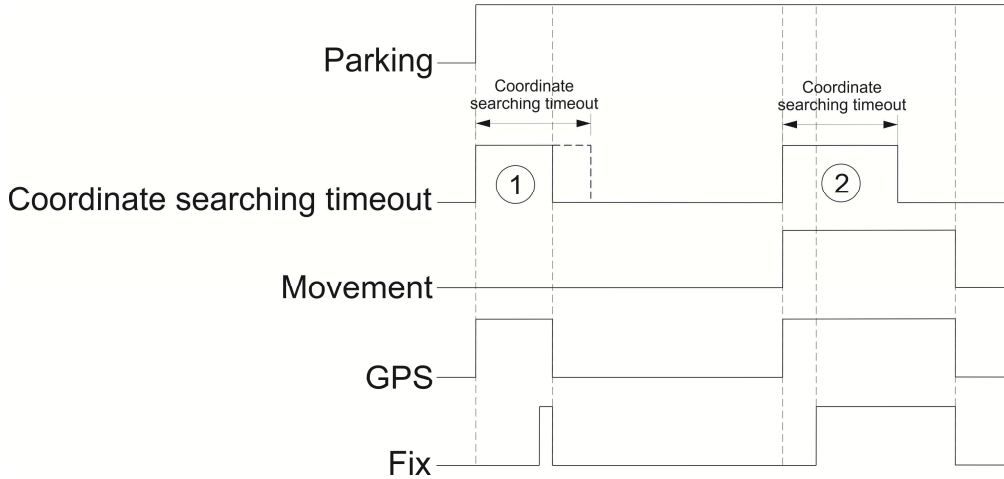 Parking
Coordinate
searching timeout
Coordinate
searching timeout
Coordinate searching timeout
1
2
Movement
GPS
Fix